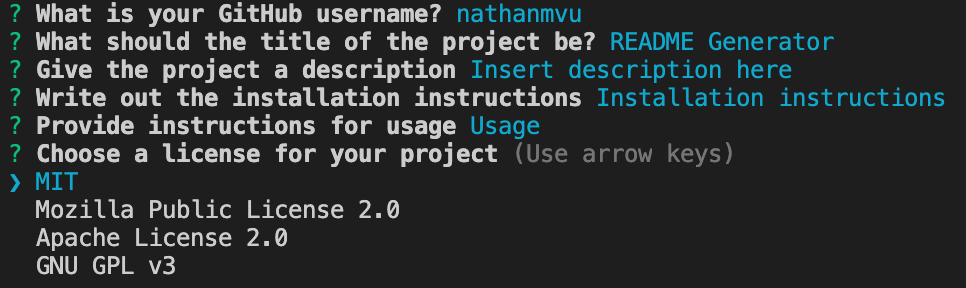 ? What is your GitHub username? nathanmvu
? What should the title of the project be? README Generator
? Give the project a description Insert description here
? Write out the installation instructions Installation instructions
? Provide instructions for usage Usage
? Choose a license for your project (Use arrow keys)
❯ MIT
Mozilla Public License 2.0
Apache License 2.0
GNU GPL v3